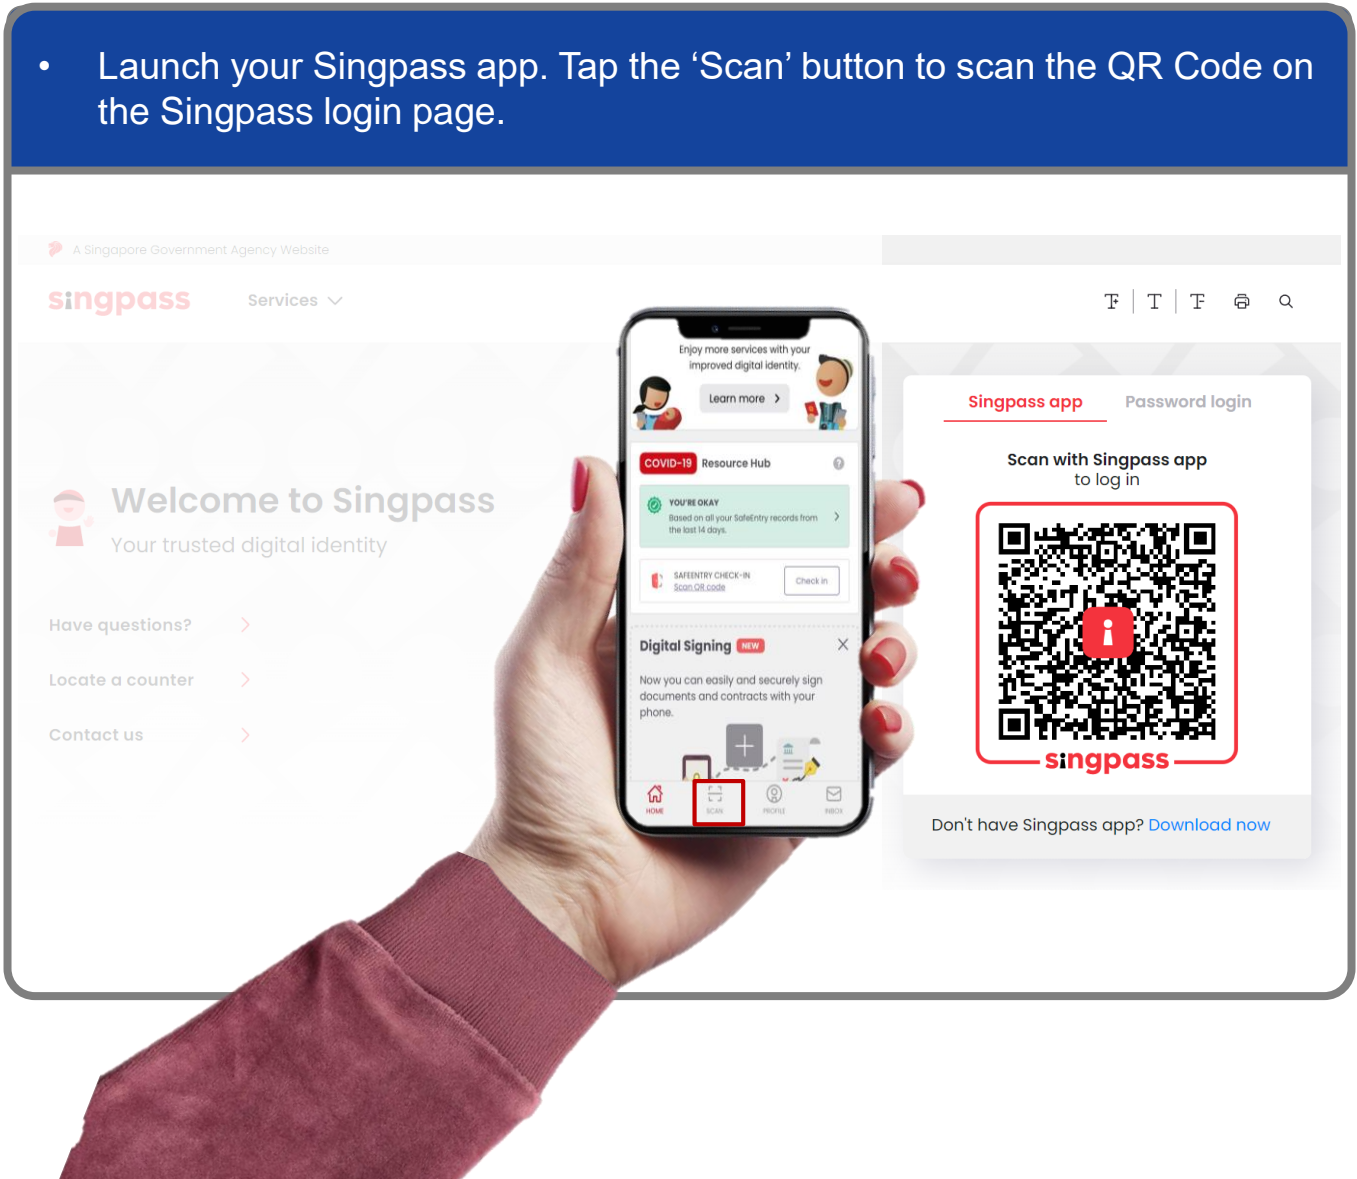 • Launch your Singpass app. Tap the ‘Scan’ button to scan the QR Code on
the Singpass login page.
A Singapore Government Agency Website
singpass
Services
T+ T T-
Welcome to Singpass
Your trusted digital identity
Have questions?
Locate a counter
Contact us
Enjoy more services with your
improved digital identity.
Learn more
COVID-19 Resource Hub
?
YOU'RE OKAY
Based on all your SafeEntry records from
the last 14 days.
SAFEENTRY CHECK-IN
Scan QR code
Check in
Digital Signing NEW
Now you can easily and securely sign
documents and contracts with your
phone.
HOME SCAN PROFILE INBOX
Singpass app Password login
Scan with Singpass app
to log in
singpass
Don't have Singpass app? Download now